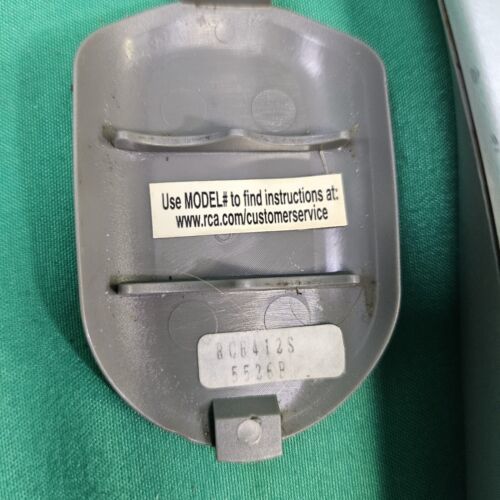 Use MODEL# to find instructions at:
www.rca.com/customerservice
RC6412S
5526P